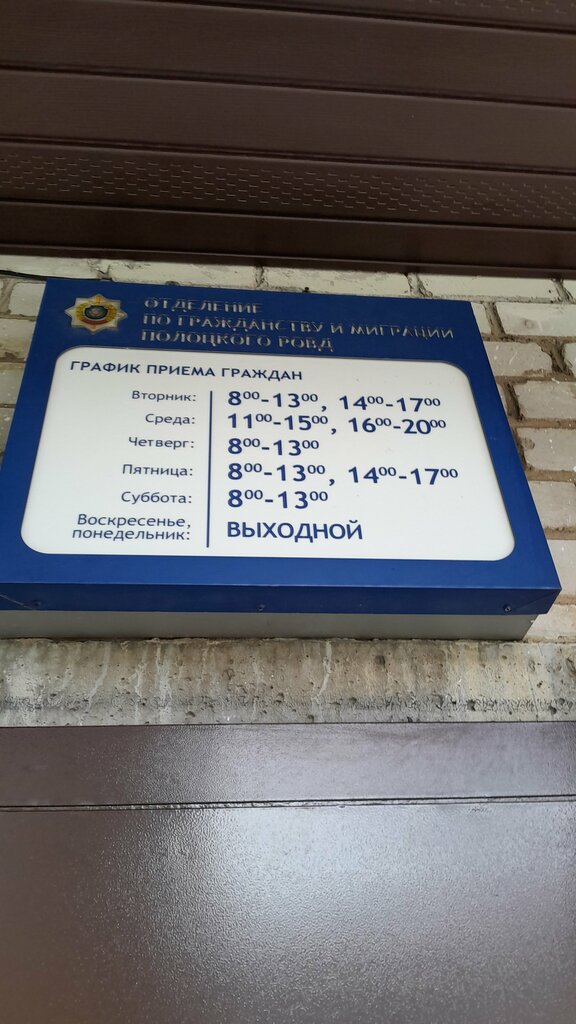 ОТДЕЛЕНИЕ
ПО ГРАЖДАНСТВУ И МИГРАЦИИ
ПОЛОЦКОГО РОВД
ГРАФИК ПРИЕМА ГРАЖДАН
Вторник: 8⁰⁰-13⁰⁰, 14⁰⁰-17⁰⁰
Среда: 11⁰⁰-15⁰⁰, 16⁰⁰-20⁰⁰
Четверг: 8⁰⁰-13⁰⁰
Пятница: 8⁰⁰-13⁰⁰, 14⁰⁰-17⁰⁰
Суббота: 8⁰⁰-13⁰⁰
Воскресенье,
понедельник: ВЫХОДНОЙ